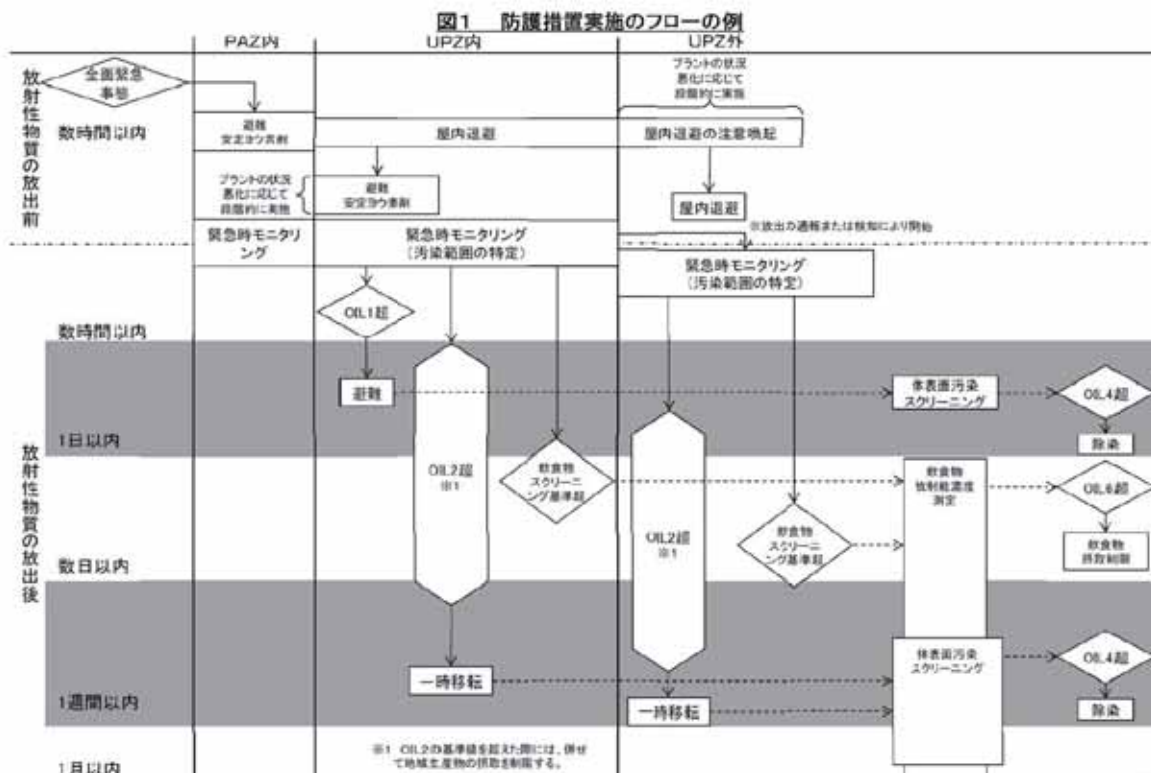 図1 防護措置実施のフローの例
PAZ内
UPZ内
UPZ外
放射性物質の放出前
全面緊急
事態
プラントの状況
悪化に応じて
段階的に実施
数時間以内
避難
安定ヨウ素剤
屋内退避
屋内退避の注意喚起
プラントの状況
悪化に応じて
段階的に実施
避難
安定ヨウ素剤
屋内退避
※放出の通報または検知により開始
緊急時モニタリ
ング
緊急時モニタリング
(汚染範囲の特定)
緊急時モニタリング
(汚染範囲の特定)
放射性物質の放出後
OIL1超
数時間以内
避難
体表面汚染
スクリーニング
OIL4超
除染
1日以内
OIL2超
※1
飲食物
スクリーニ
ング基準超
飲食物
放射能濃度
測定
OIL6超
飲食物
摂取制限
OIL2超
※1
飲食物
スクリーニ
ング基準超
数日以内
一時移転
体表面汚染
スクリーニング
OIL4超
除染
1週間以内
一時移転
※1 OIL2の基準値を超えた際には、併せ
て地域生産物の摂取を制限する。
1月以内